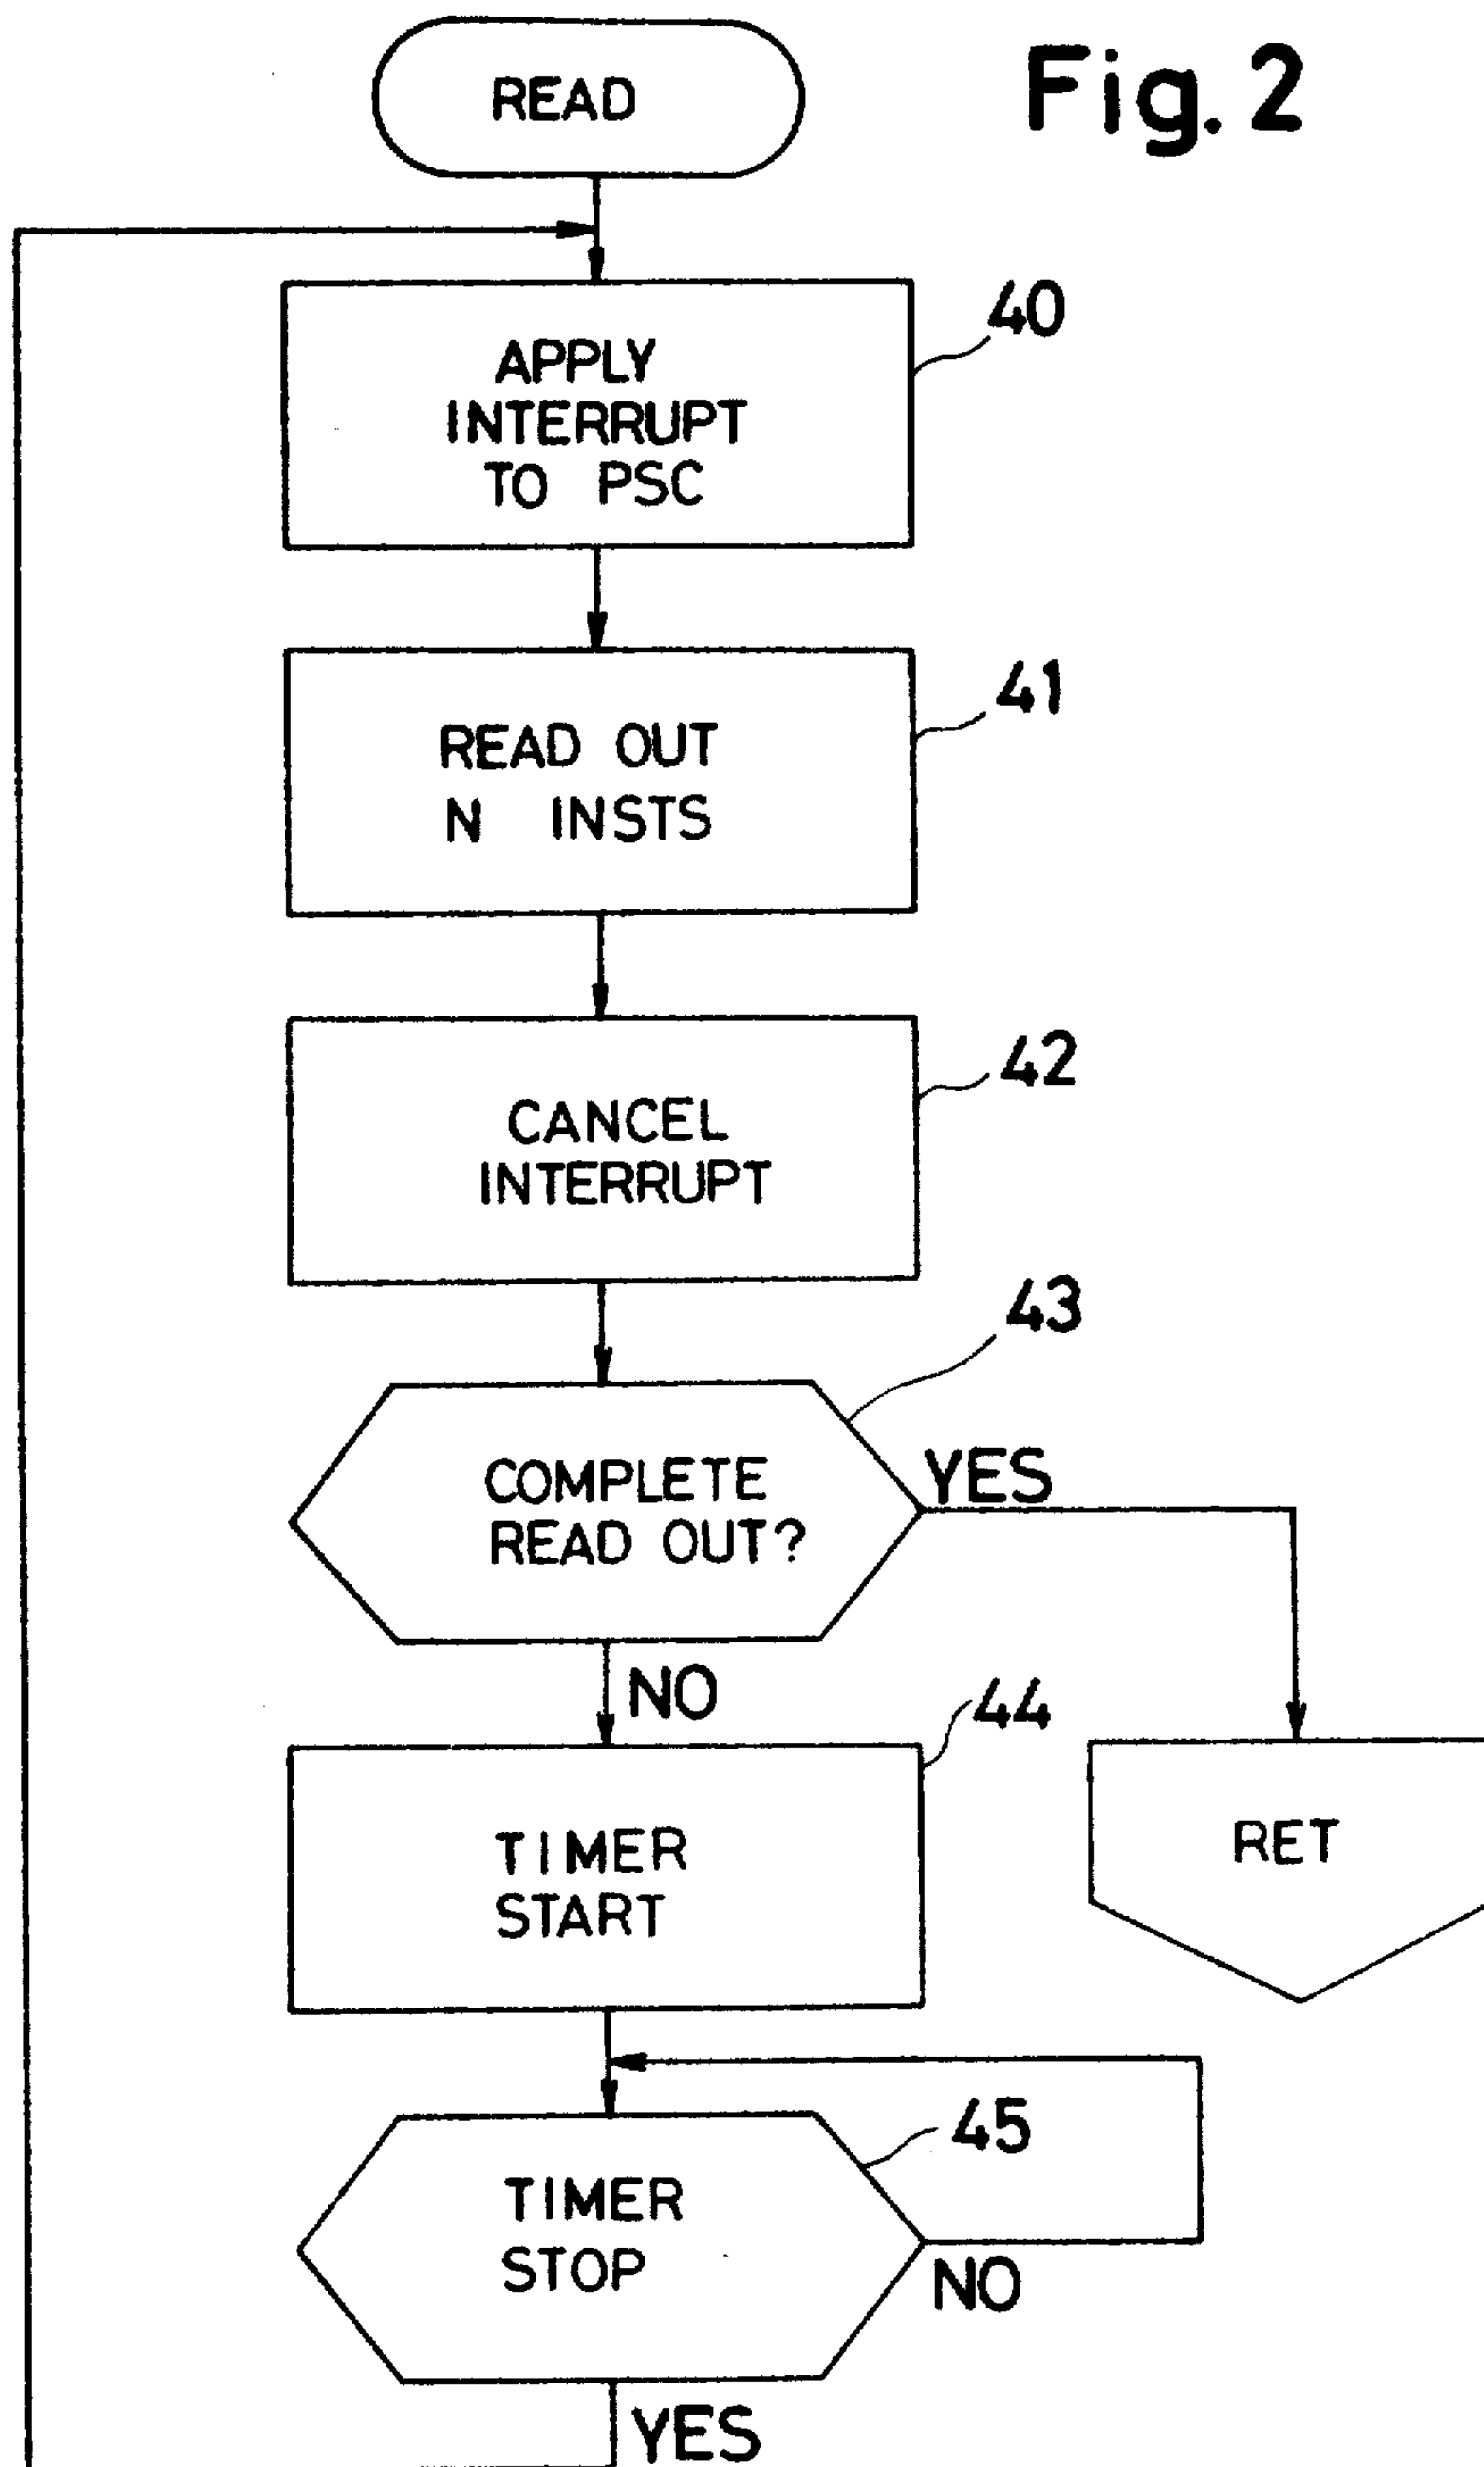 Fig. 2
READ
40
APPLY
INTERRUPT
TO PSC
41
READ OUT
N INSTS
42
CANCEL
INTERRUPT
43
COMPLETE
READ OUT?
YES
NO
44
TIMER
START
RET
45
TIMER
STOP
NO
YES